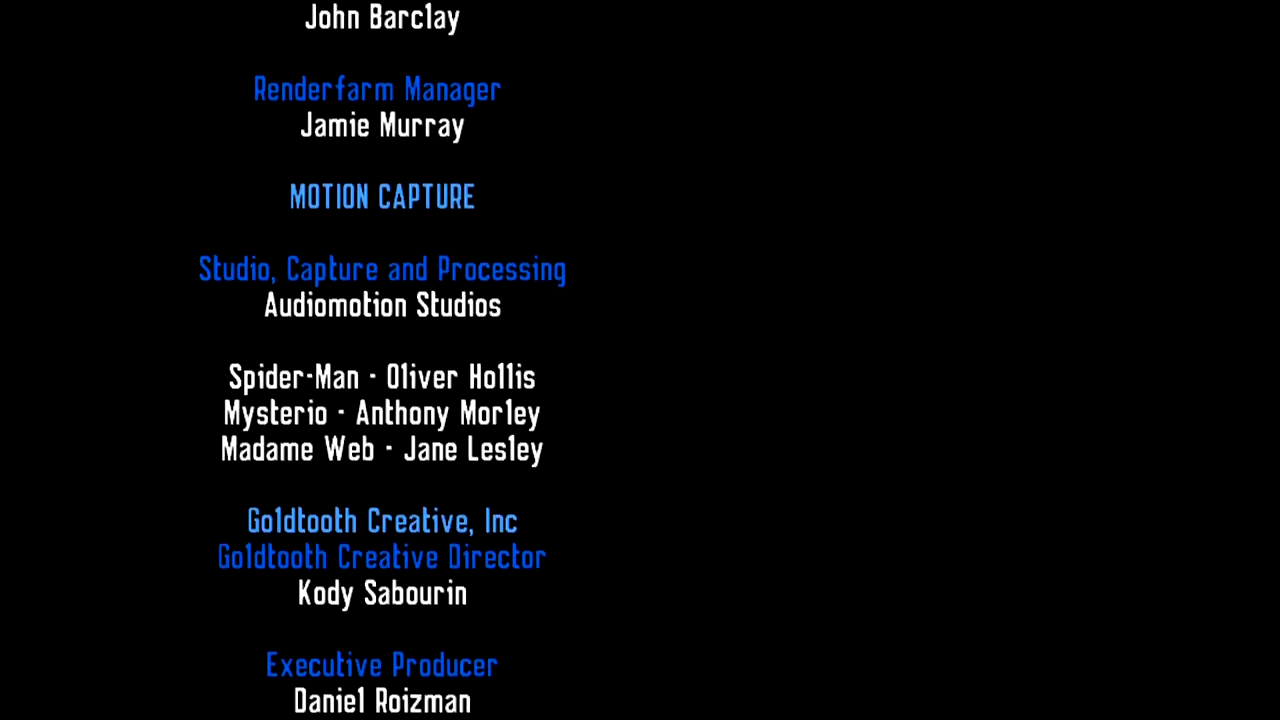 John Barclay
Renderfarm Manager
Jamie Murray
MOTION CAPTURE
Studio, Capture and Processing
Audiomotion Studios
Spider-Man - Oliver Hollis
Mysterio - Anthony Morley
Madame Web - Jane Lesley
Goldtooth Creative, Inc
Goldtooth Creative Director
Kody Sabourin
Executive Producer
Daniel Roizman